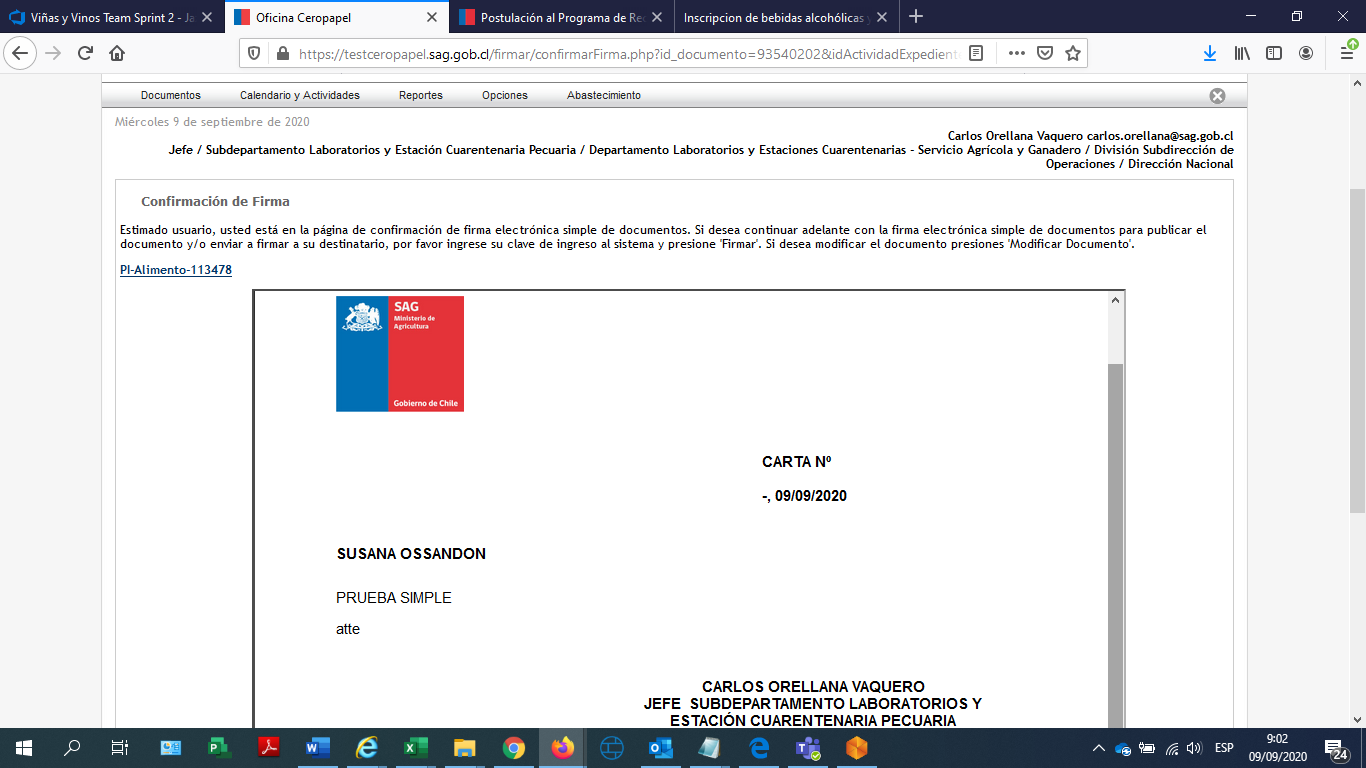 Viñas y Vinos Team Sprint 2 - Ja
Oficina Ceropapel
Postulación al Programa de Re
Inscripcion de bebidas alcohólicas
https://testceropapel.sag.gob.cl/firmar/confirmarFirma.php?id_documento=93540202&idActividadExpedient
Documentos
Calendario y Actividades
Reportes
Opciones
Abastecimiento
Miércoles 9 de septiembre de 2020
Carlos Orellana Vaquero carlos.orellana@sag.gob.cl
Jefe / Subdepartamento Laboratorios y Estación Cuarentenaria Pecuaria / Departamento Laboratorios y Estaciones Cuarentenarias - Servicio Agrícola y Ganadero / División Subdirección de
Operaciones / Dirección Nacional
Confirmación de Firma
Estimado usuario, usted está en la página de confirmación de firma electrónica simple de documentos. Si desea continuar adelante con la firma electrónica simple de documentos para publicar el
documento y/o enviar a firmar a su destinatario, por favor ingrese su clave de ingreso al sistema y presione 'Firmar'. Si desea modificar el documento presiones 'Modificar Documento'.
PI-Alimento-113478
SAG
Ministerio de
Agricultura
Gobierno de Chile
CARTA Nº
-, 09/09/2020
SUSANA OSSANDON
PRUEBA SIMPLE
atte
CARLOS ORELLANA VAQUERO
JEFE SUBDEPARTAMENTO LABORATORIOS Y
ESTACIÓN CUARENTENARIA PECUARIA
ESP
9:02
09/09/2020
24